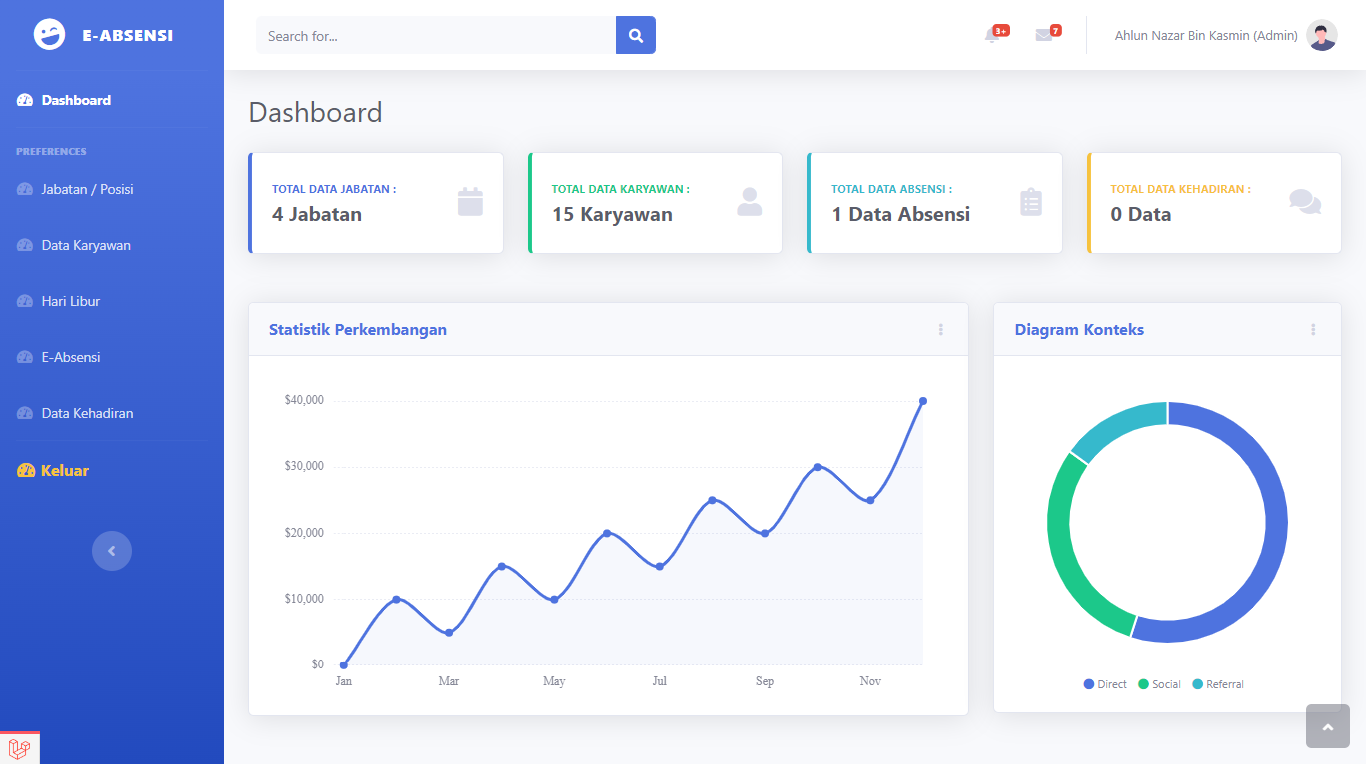 E-ABSENSI
Dashboard
PREFERENCES
Jabatan / Posisi
Data Karyawan
Hari Libur
E-Absensi
Data Kehadiran
Keluar
Search for...
3+
7
Ahlun Nazar Bin Kasmin (Admin)
Dashboard
TOTAL DATA JABATAN :
4 Jabatan
TOTAL DATA KARYAWAN :
15 Karyawan
TOTAL DATA ABSENSI :
1 Data Absensi
TOTAL DATA KEHADIRAN :
0 Data
Statistik Perkembangan
$40,000
$30,000
$20,000
$10,000
$0
Jan Mar May Jul Sep Nov
Diagram Konteks
Direct Social Referral